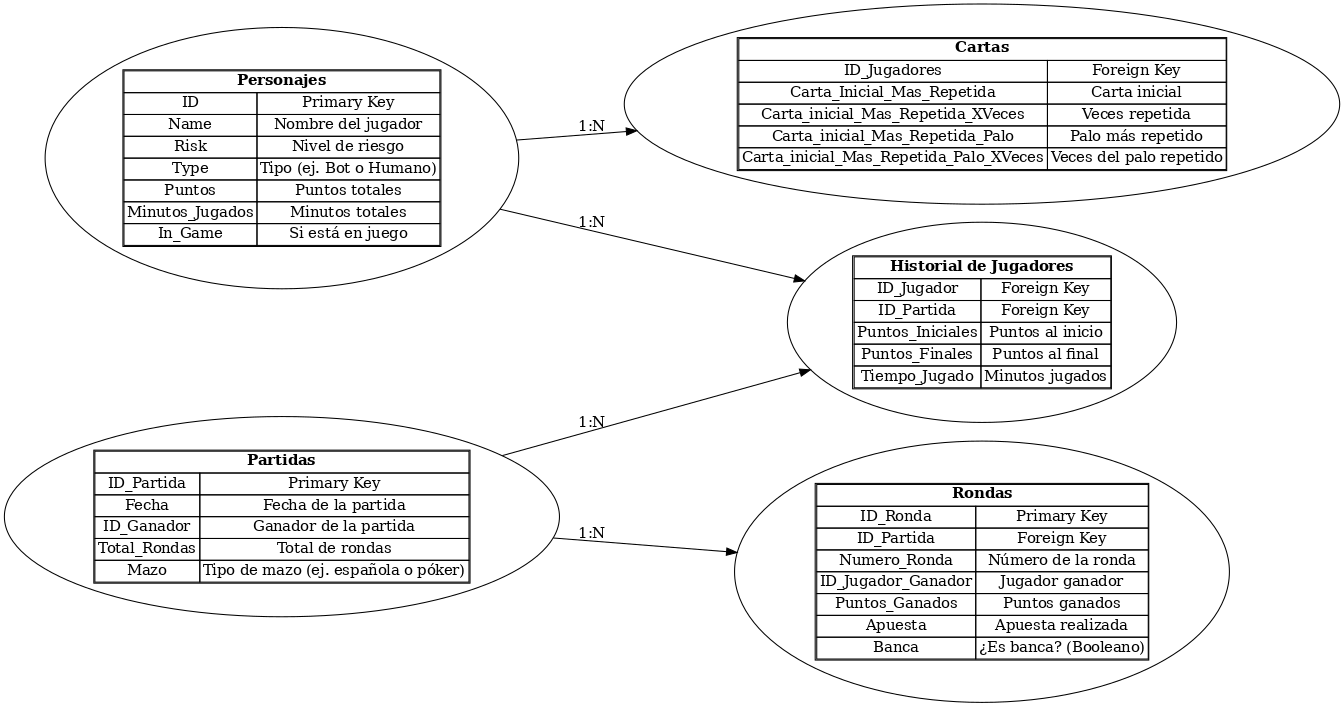 Personajes
ID Primary Key
Name Nombre del jugador
Risk Nivel de riesgo
Type Tipo (ej. Bot o Humano)
Puntos Puntos totales
Minutos_Jugados Minutos totales
In_Game Si está en juego
1:N
Cartas
ID_Jugadores Foreign Key
Carta_Inicial_Mas_Repetida Carta inicial
Carta_inicial_Mas_Repetida_XVeces Veces repetida
Carta_inicial_Mas_Repetida_Palo Palo más repetido
Carta_inicial_Mas_Repetida_Palo_XVeces Veces del palo repetido
1:N
Historial de Jugadores
ID_Jugador Foreign Key
ID_Partida Foreign Key
Puntos_Iniciales Puntos al inicio
Puntos_Finales Puntos al final
Tiempo_Jugado Minutos jugados
1:N
Partidas
ID_Partida Primary Key
Fecha Fecha de la partida
ID_Ganador Ganador de la partida
Total_Rondas Total de rondas
Mazo Tipo de mazo (ej. española o póker)
1:N
Rondas
ID_Ronda Primary Key
ID_Partida Foreign Key
Numero_Ronda Número de la ronda
ID_Jugador_Ganador Jugador ganador
Puntos_Ganados Puntos ganados
Apuesta Apuesta realizada
Banca ¿Es banca? (Booleano)